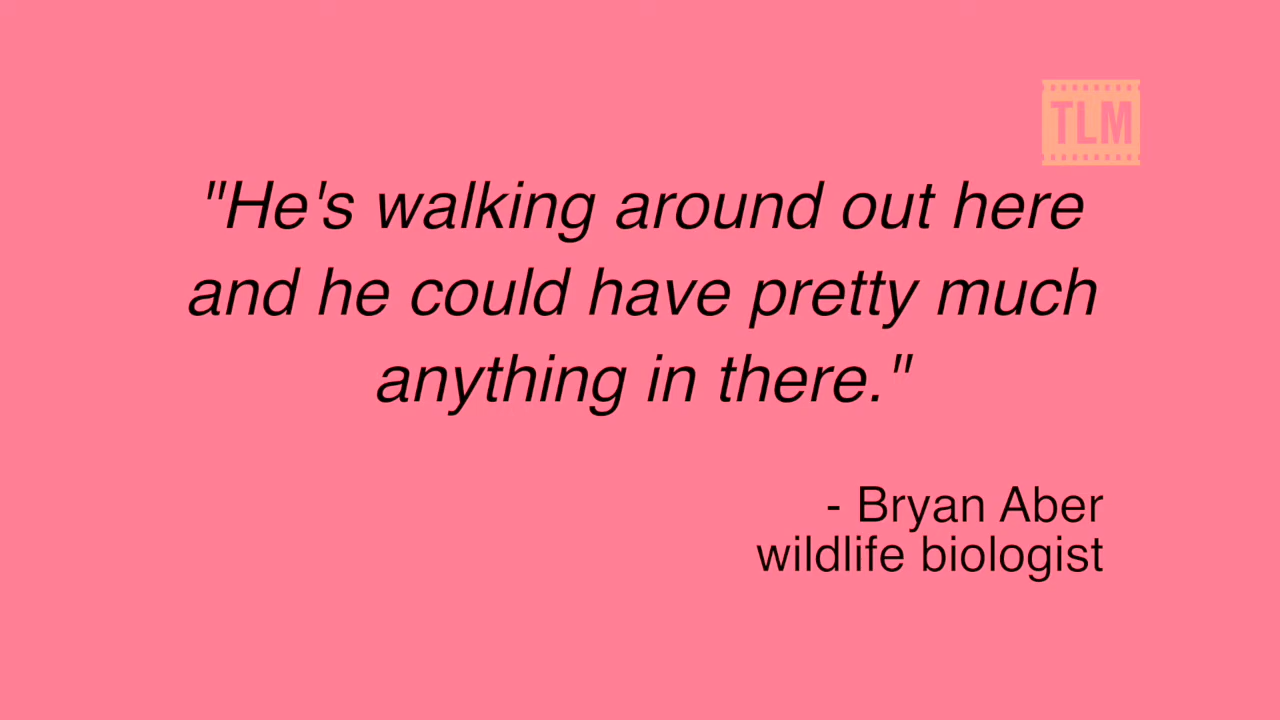 TLM
"He's walking around out here
and he could have pretty much
anything in there."
- Bryan Aber
wildlife biologist